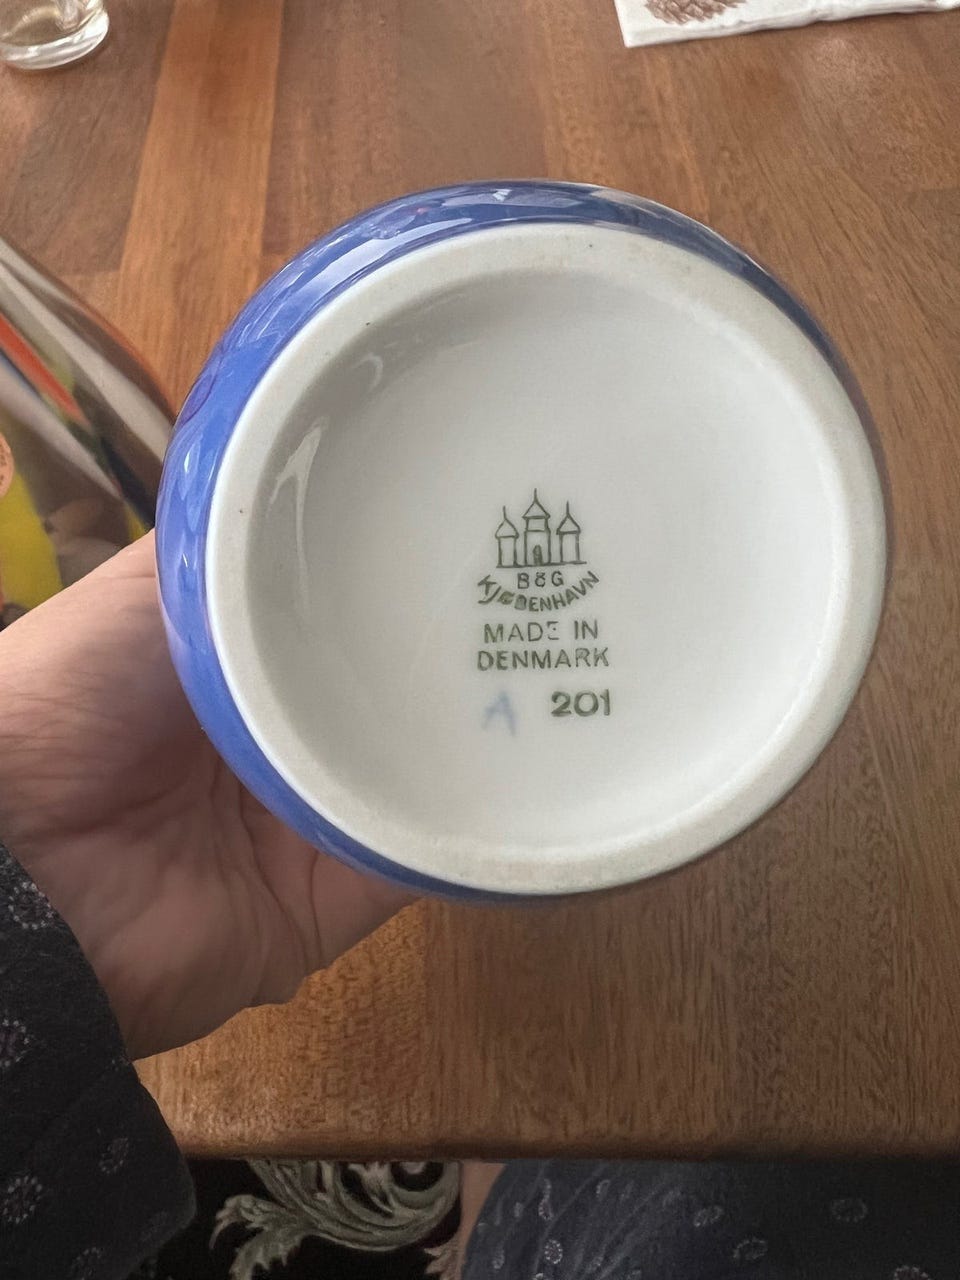 B&G
KJØBENHAVN
MADE IN
DENMARK
A 201